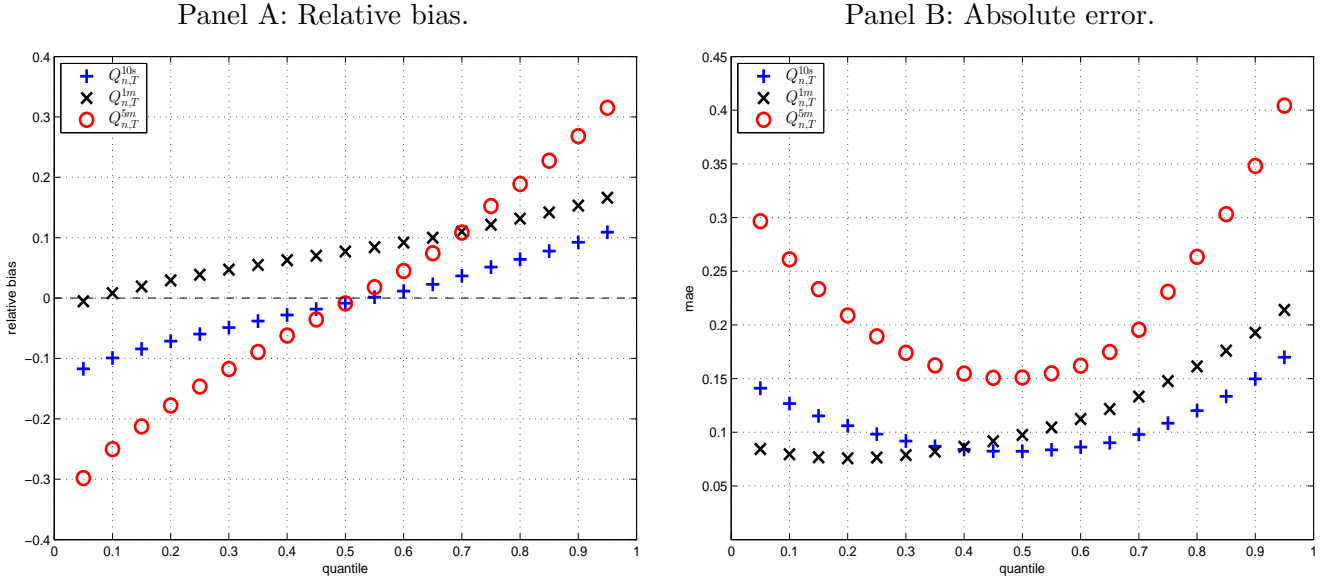 Panel A: Relative bias.
0.4
0.3
0.2
0.1
0
−0.1
−0.2
−0.3
−0.4
relative bias
Q^{10s}_{n,T}
Q^{1m}_{n,T}
Q^{5m}_{n,T}
0 0.1 0.2 0.3 0.4 0.5 0.6 0.7 0.8 0.9 1
quantile
Panel B: Absolute error.
0.45
0.4
0.35
0.3
0.25
0.2
0.15
0.1
0.05
mae
Q^{10s}_{n,T}
Q^{1m}_{n,T}
Q^{5m}_{n,T}
0 0.1 0.2 0.3 0.4 0.5 0.6 0.7 0.8 0.9 1
quantile